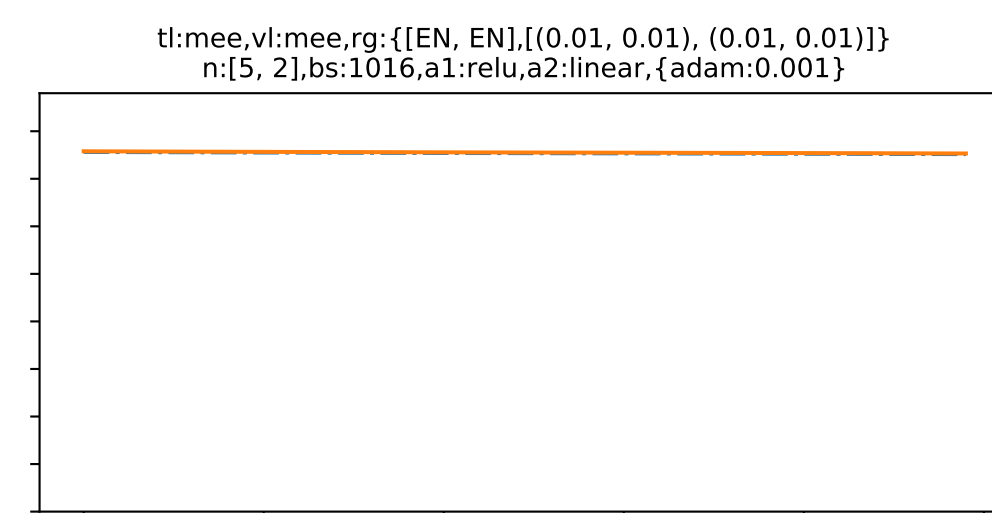 tl:mee,vl:mee,rg:{[EN, EN],[(0.01, 0.01), (0.01, 0.01)]}
n:[5, 2],bs:1016,a1:relu,a2:linear,{adam:0.001}